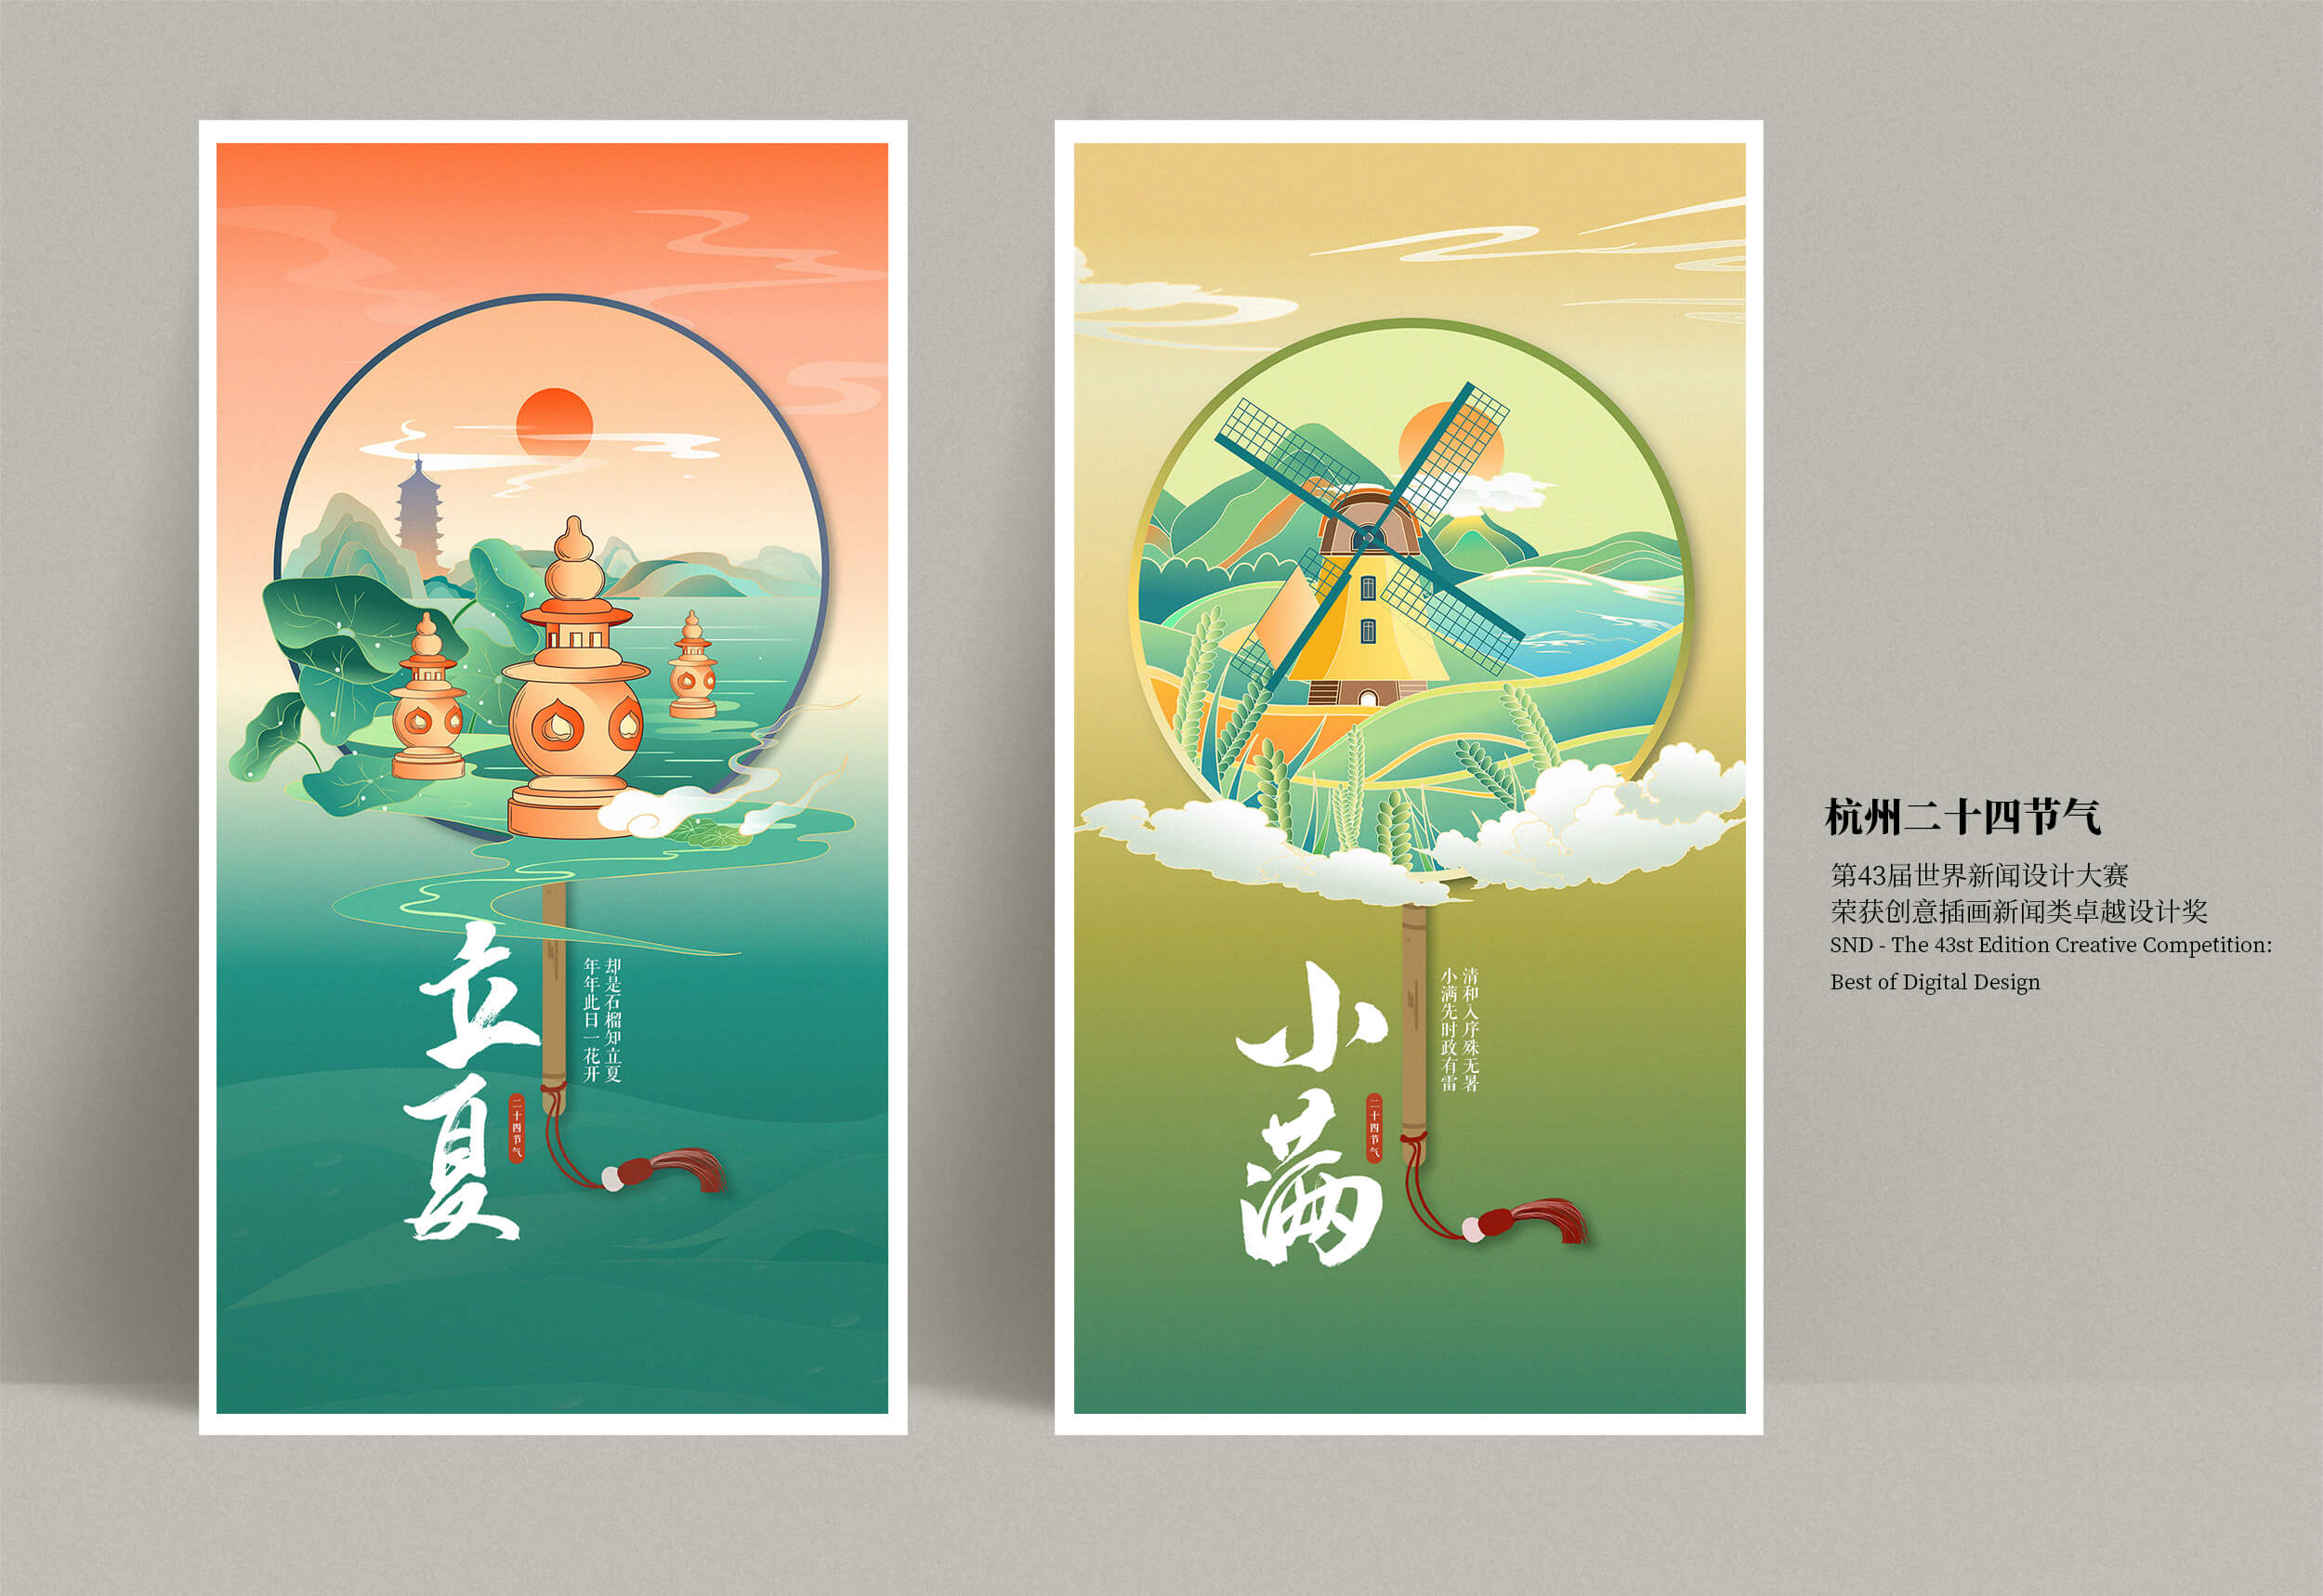 立夏
却是石榴知立夏
年年此日一花开
二十四节气
小满
清和入序殊无暑
小满先时政有雷
二十四节气
杭州二十四节气
第43届世界新闻设计大赛
荣获创意插画新闻类卓越设计奖
SND - The 43st Edition Creative Competition:
Best of Digital Design